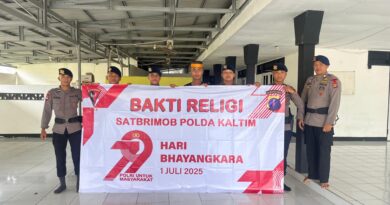 BAKTI RELIGI
SATBRIMOB POLDA KALTIM
79
HARI
BHAYANGKARA
POLRI UNTUK
MASYARAKAT
1 JULI 2025